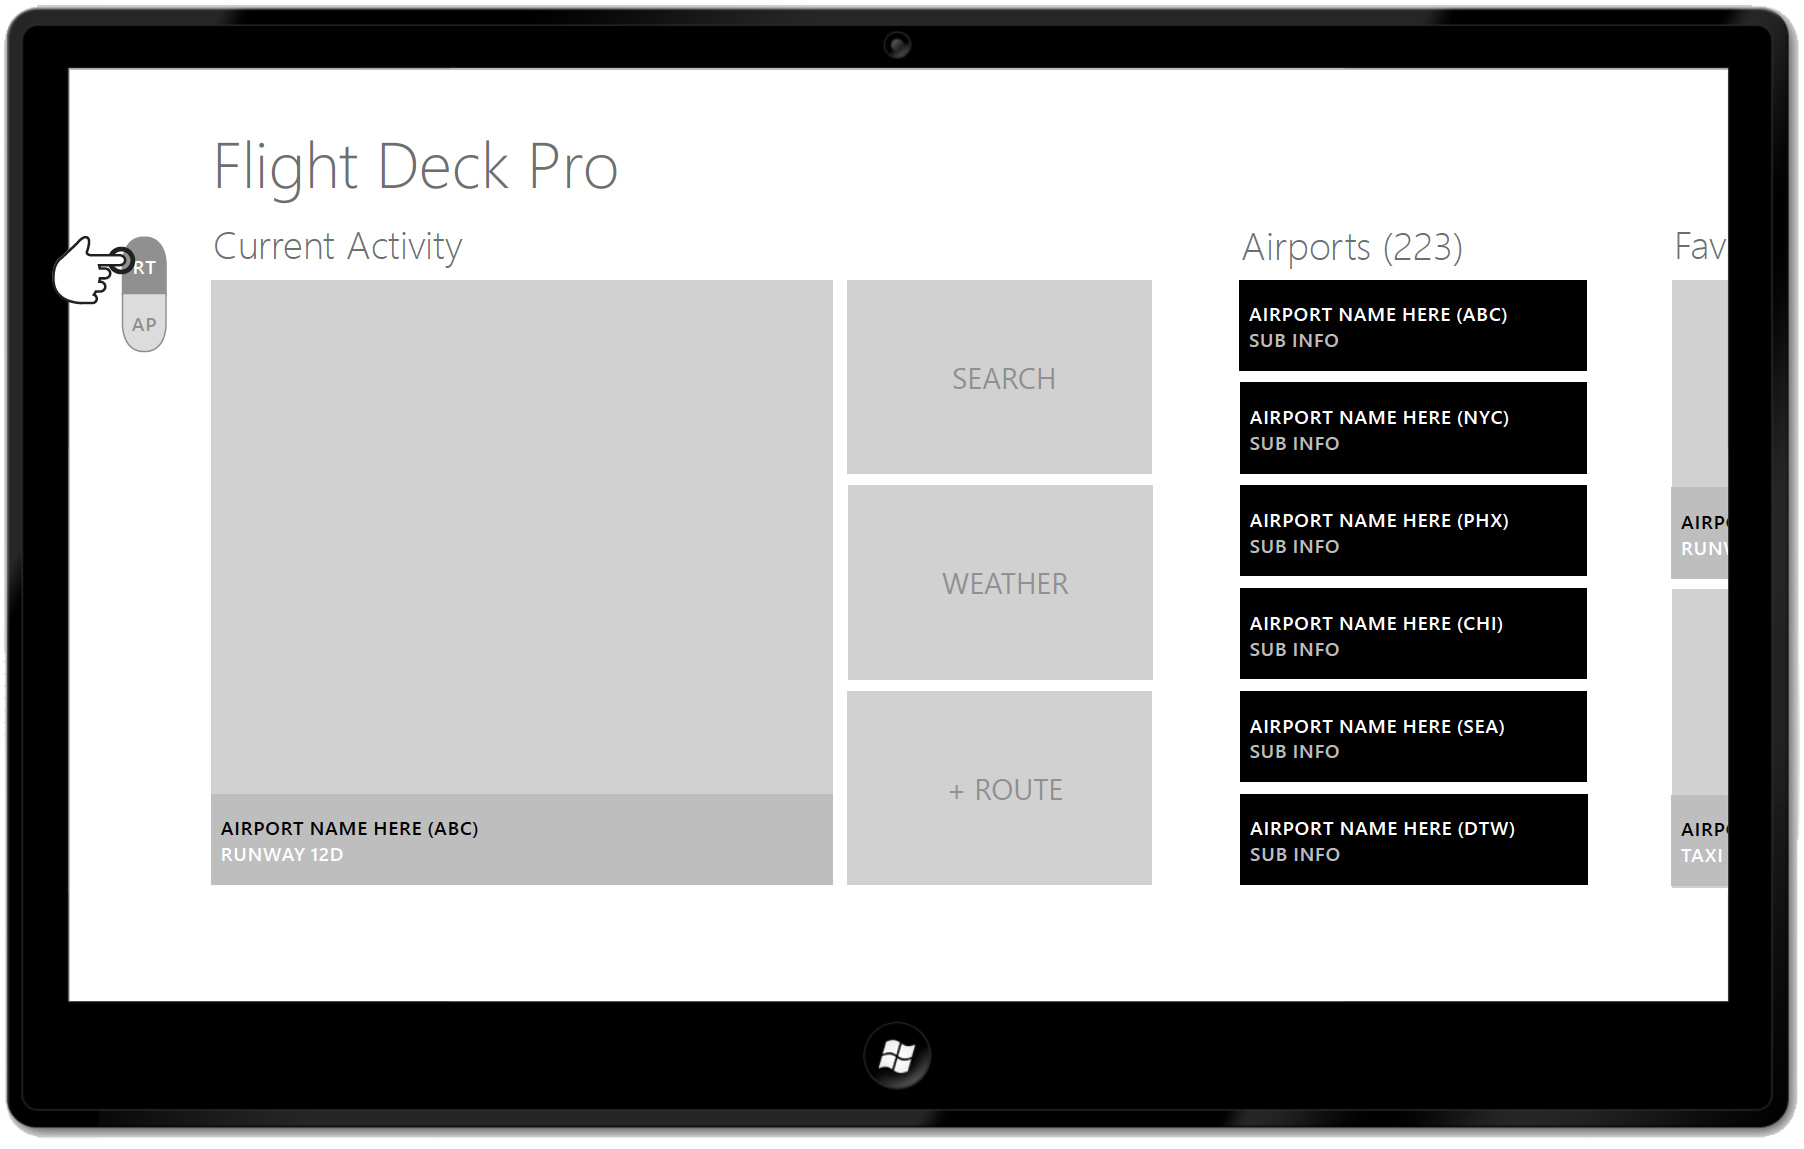 Flight Deck Pro
RT
AP
Current Activity
AIRPORT NAME HERE (ABC)
RUNWAY 12D
SEARCH
WEATHER
+ ROUTE
Airports (223)
AIRPORT NAME HERE (ABC)
SUB INFO
AIRPORT NAME HERE (NYC)
SUB INFO
AIRPORT NAME HERE (PHX)
SUB INFO
AIRPORT NAME HERE (CHI)
SUB INFO
AIRPORT NAME HERE (SEA)
SUB INFO
AIRPORT NAME HERE (DTW)
SUB INFO
Fav
AIRP
RUN
AIRP
TAXI